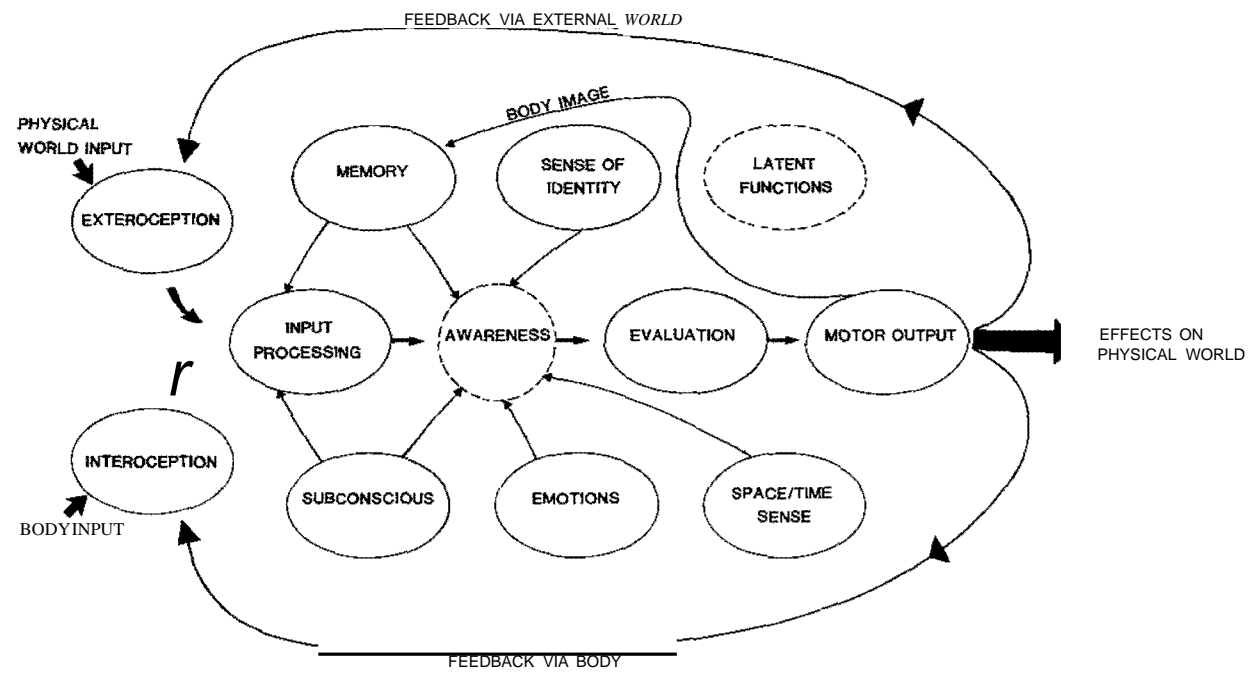 FEEDBACK VIA EXTERNAL WORLD
BODY IMAGE
PHYSICAL
WORLD INPUT
MEMORY
SENSE OF
IDENTITY
LATENT
FUNCTIONS
EXTEROCEPTION
INPUT
PROCESSING
AWARENESS
EVALUATION
MOTOR OUTPUT
EFFECTS ON
PHYSICAL WORLD
r
INTEROCEPTION
SUBCONSCIOUS
EMOTIONS
SPACE/TIME
SENSE
BODYINPUT
FEEDBACK VIA BODY